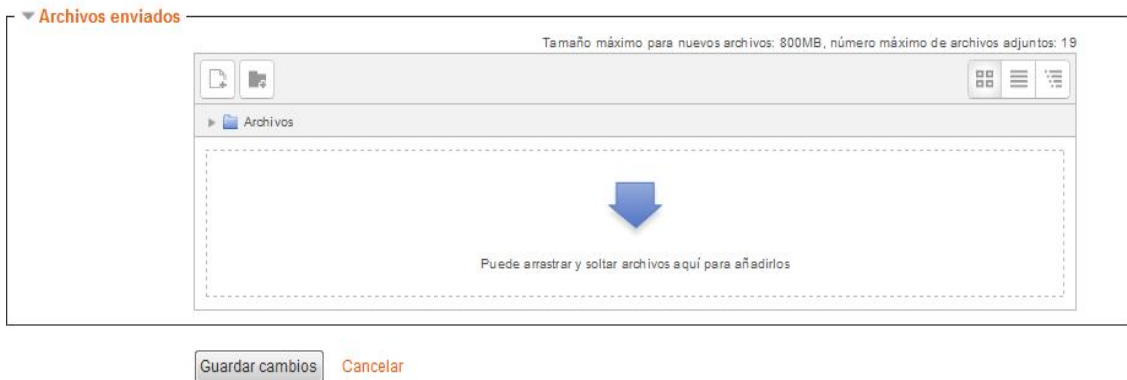 Archivos enviados
Tamaño máximo para nuevos archivos: 800MB, número máximo de archivos adjuntos: 19
Archivos
Puede arrastrar y soltar archivos aquí para añadirlos
Guardar cambios Cancelar